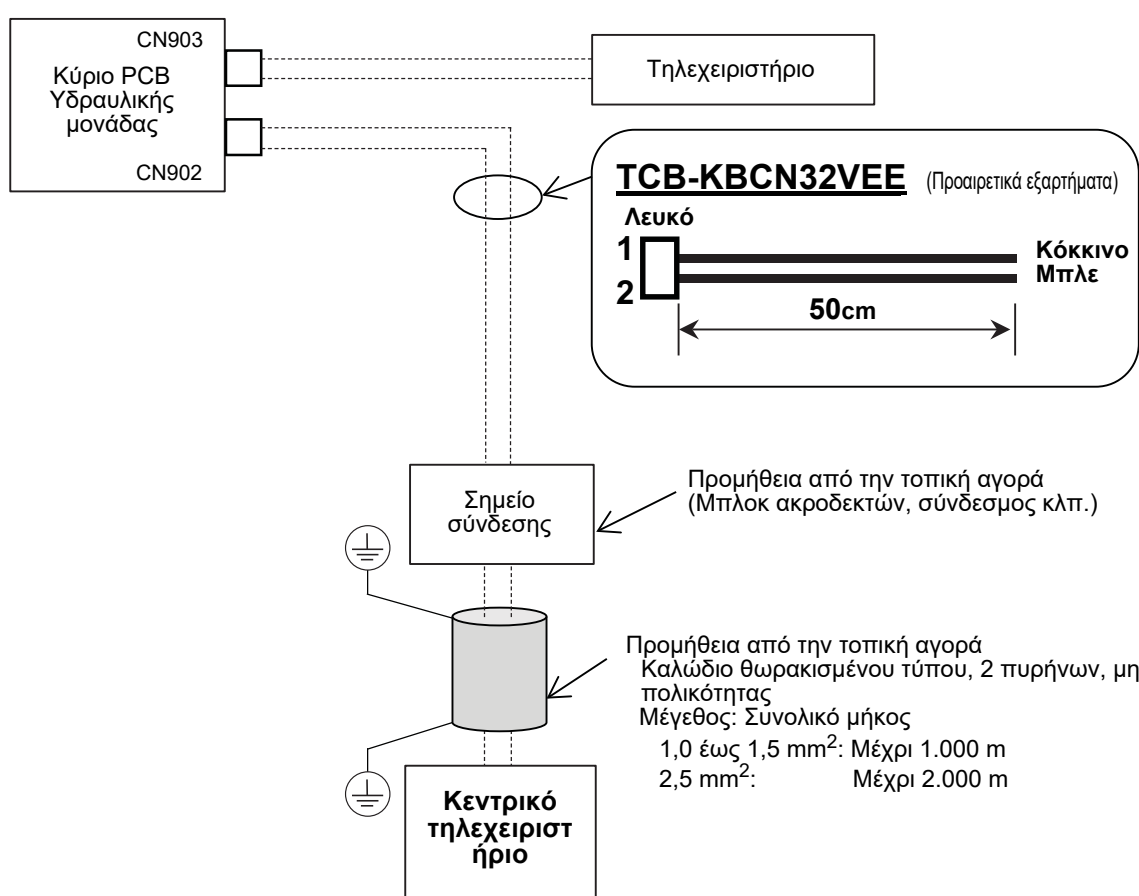 CN903
Κύριο PCB
Υδραυλικής
μονάδας
CN902
Τηλεχειριστήριο
TCB-KBCN32VEE (Προαιρετικά εξαρτήματα)
Λευκό
1
2
Κόκκινο
Μπλε
50cm
Σημείο
σύνδεσης
Προμήθεια από την τοπική αγορά
(Μπλοκ ακροδεκτών, σύνδεσμος κλπ.)
Προμήθεια από την τοπική αγορά
Καλώδιο θωρακισμένου τύπου, 2 πυρήνων, μη
πολικότητας
Μέγεθος: Συνολικό μήκος
1,0 έως 1,5 mm²: Μέχρι 1.000 m
2,5 mm²: Μέχρι 2.000 m
Κεντρικό
τηλεχειριστ
ήριο